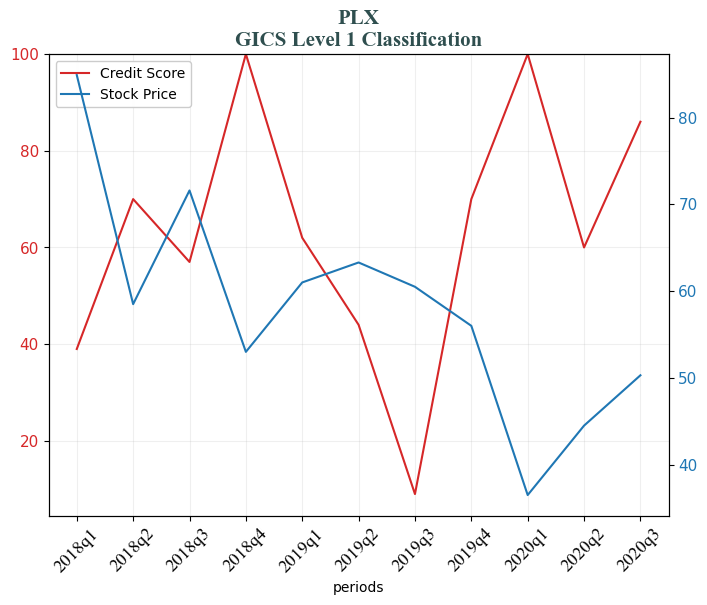 PLX
GICS Level 1 Classification
Credit Score
Stock Price
100
80
60
40
20
80
70
60
50
40
2018q1
2018q2
2018q3
2018q4
2019q1
2019q2
2019q3
2019q4
2020q1
2020q2
2020q3
periods